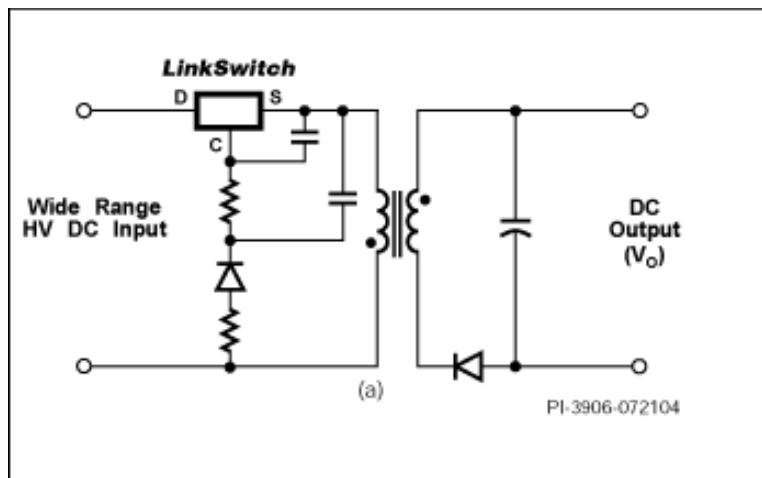 LinkSwitch
D
S
C
Wide Range
HV DC Input
DC
Output
(VO)
(a)
PI-3906-072104